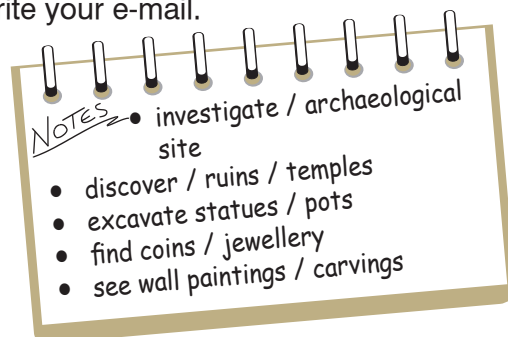 rite your e-mail.
NOTES
• investigate / archaeological
site
• discover / ruins / temples
• excavate statues / pots
• find coins / jewellery
• see wall paintings / carvings